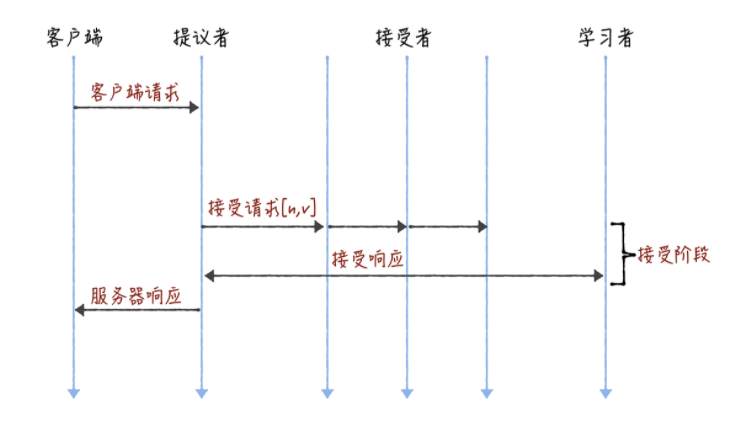 客户端
提议者
接受者
学习者
客户端请求
接受请求[n,v]
接受响应
接受阶段
服务器响应